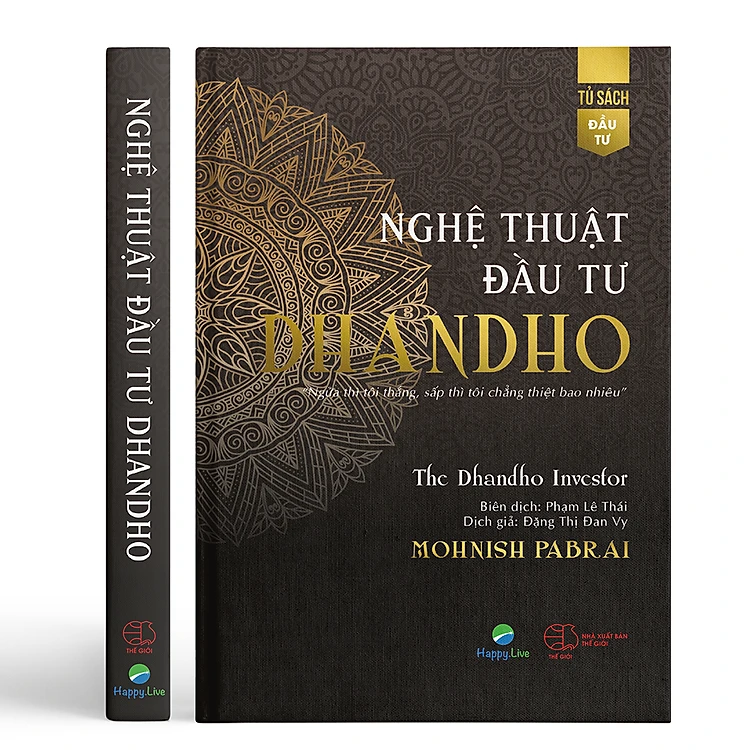 NGHỆ THUẬT ĐẦU TƯ DHANDHO
THẾ GIỚI
Happy.Live
TỦ SÁCH
ĐẦU
TƯ
NGHỆ THUẬT
ĐẦU TƯ
DHANDHO
"Ngửa thì tôi thắng, sấp thì tôi chẳng thiệt bao nhiêu"
The Dhandho Investor
Biên dịch: Phạm Lê Thái
Dịch giả: Đặng Thị Đan Vy
MOHNISH PABRAI
Happy.Live
THẾ GIỚI
NHÀ XUẤT BẢN
THẾ GIỚI